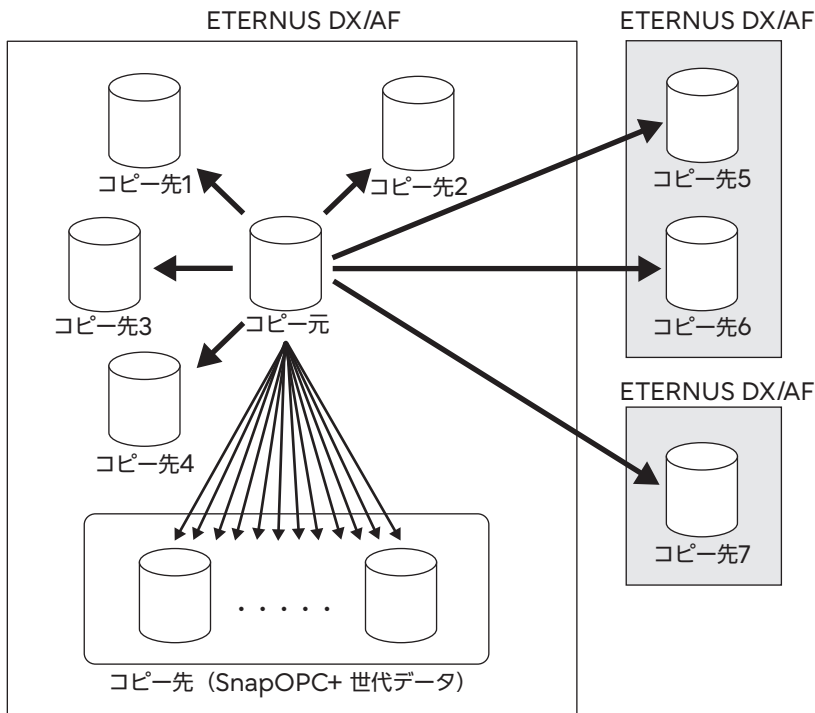 ETERNUS DX/AF
ETERNUS DX/AF
コピー先1
コピー先2
コピー先5
コピー先3
コピー元
コピー先6
コピー先4
ETERNUS DX/AF
コピー先7
・・・・・
コピー先（SnapOPC+ 世代データ）